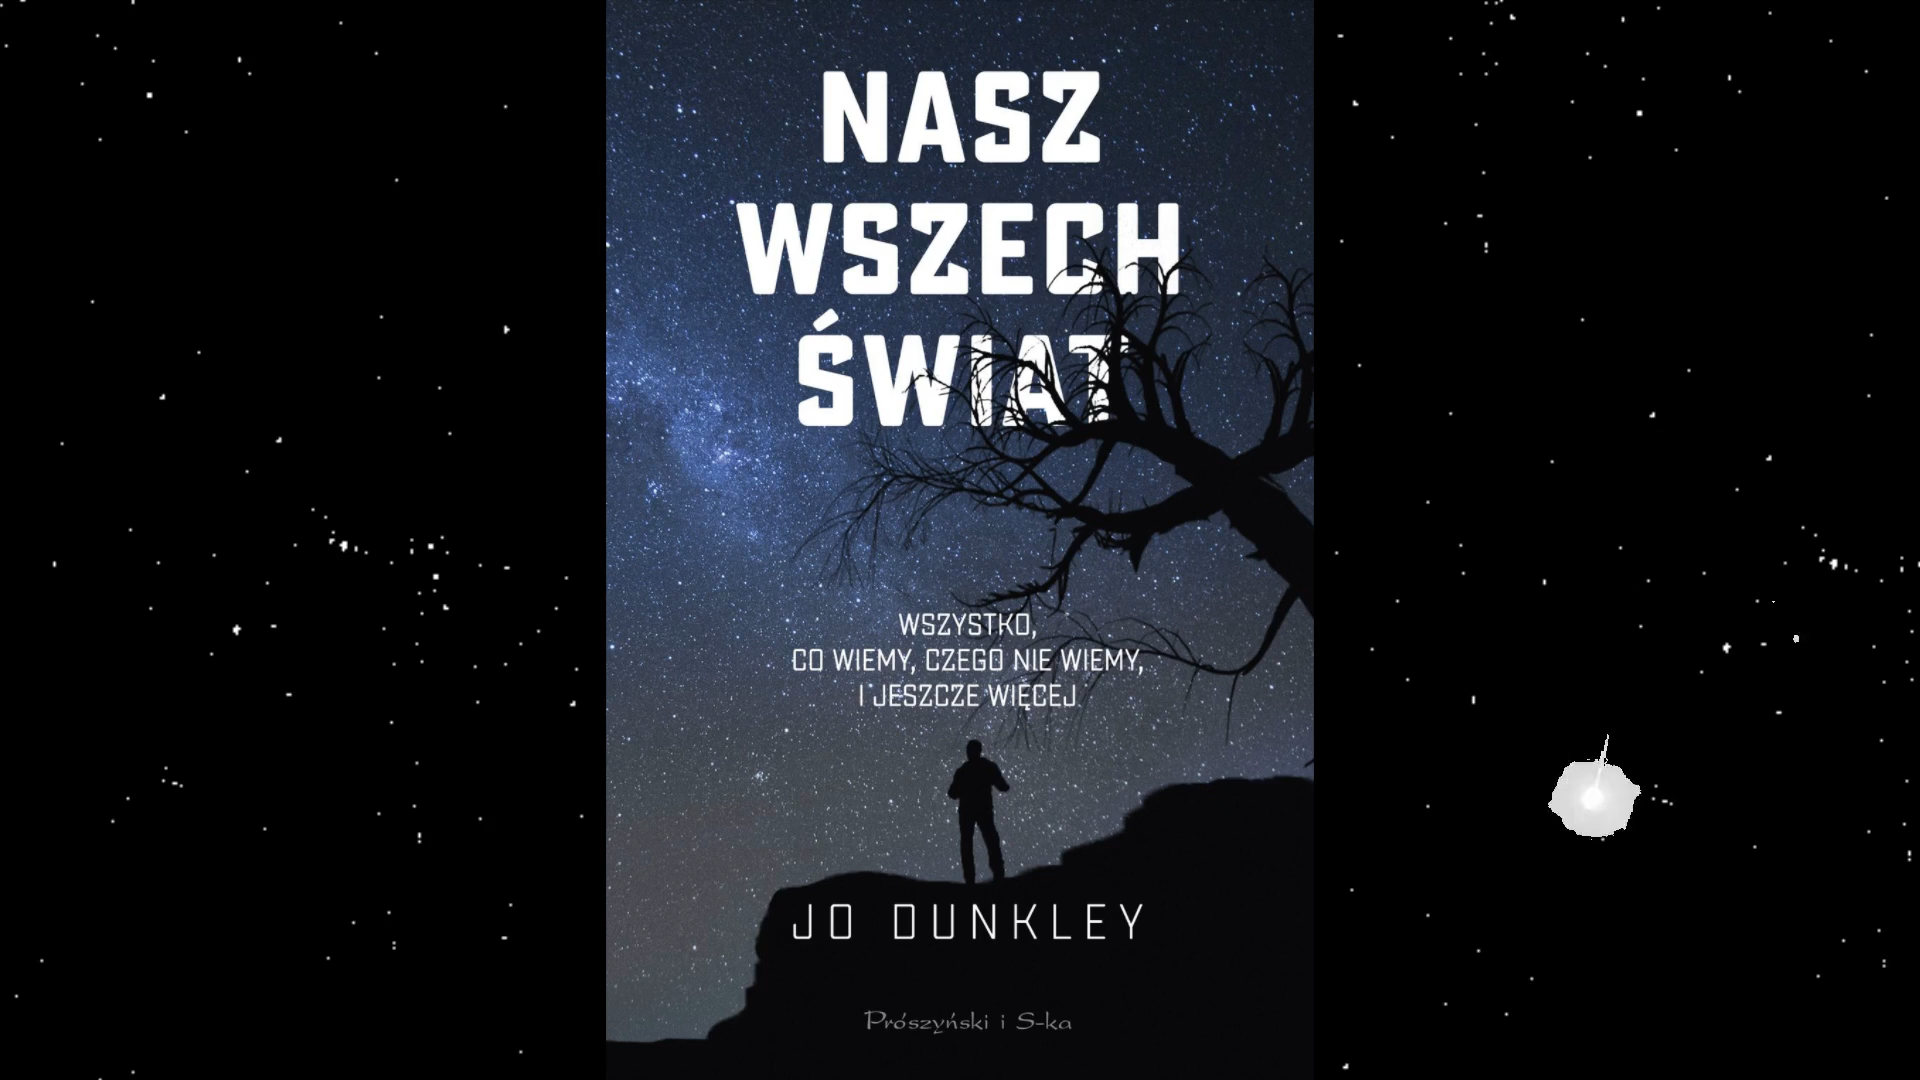 NASZ
WSZECH
ŚWIAT
WSZYSTKO,
CO WIEMY, CZEGO NIE WIEMY,
I JESZCZE WIĘCEJ
JO DUNKLEY
Prószyński i S-ka